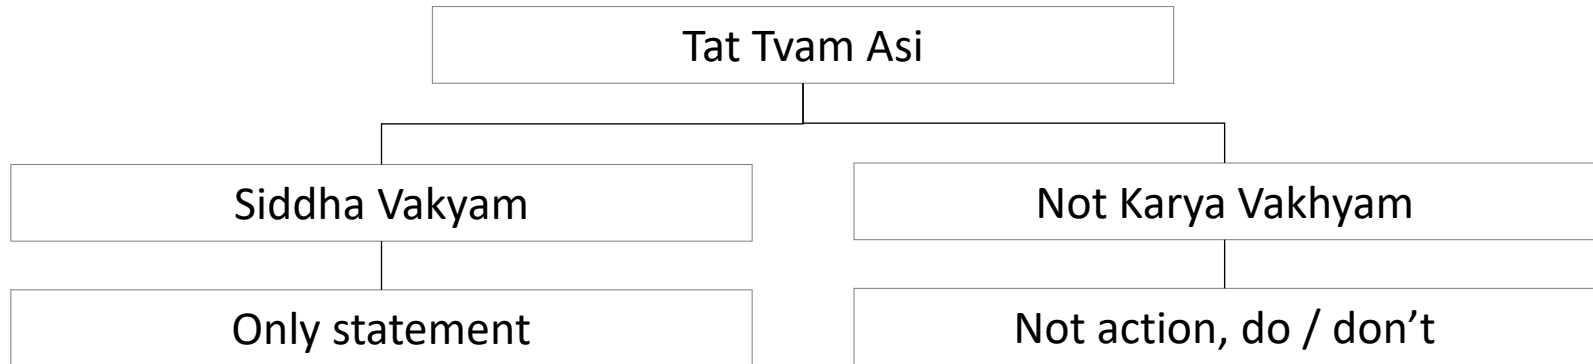 Tat Tvam Asi
Siddha Vakyam
Not Karya Vakhyam
Only statement
Not action, do / don’t